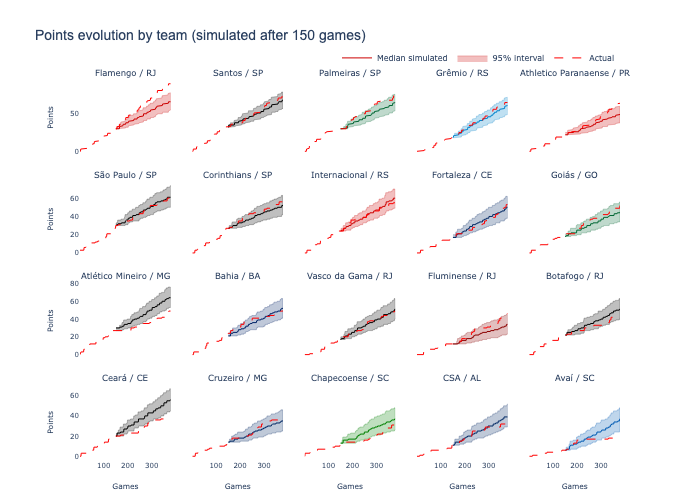 Points evolution by team (simulated after 150 games)
Median simulated 95% interval Actual
Flamengo / RJ Santos / SP Palmeiras / SP Grêmio / RS Athletico Paranaense / PR
Points
50
0
São Paulo / SP Corinthians / SP Internacional / RS Fortaleza / CE Goiás / GO
Points
60
40
20
0
Atlético Mineiro / MG Bahia / BA Vasco da Gama / RJ Fluminense / RJ Botafogo / RJ
Points
80
60
40
20
0
Ceará / CE Cruzeiro / MG Chapecoense / SC CSA / AL Avaí / SC
Points
60
40
20
0
100 200 300 100 200 300 100 200 300 100 200 300 100 200 300
Games Games Games Games Games